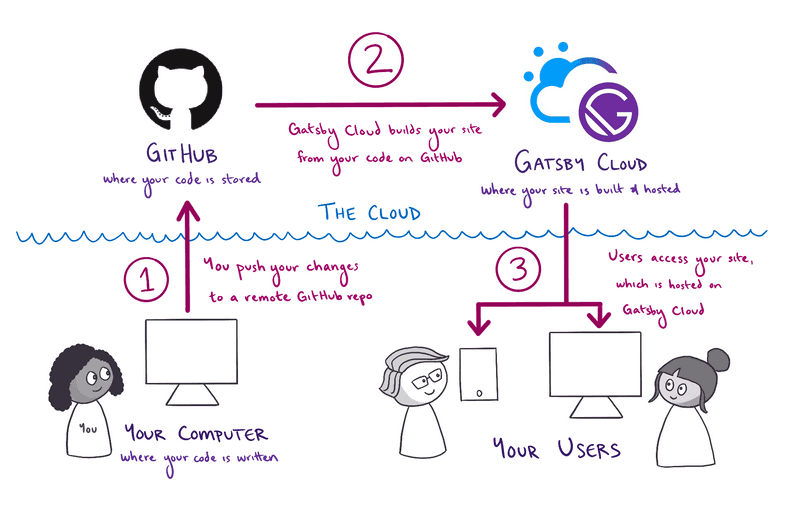 2
Gatsby Cloud builds your site
from your code on GitHub
GitHub
where your code is stored
G
Gatsby Cloud
where your site is built & hosted
The Cloud
1
You push your changes
to a remote GitHub repo
3
Users access your site,
which is hosted on
Gatsby Cloud
You
Your Computer
where your code is written
Your Users